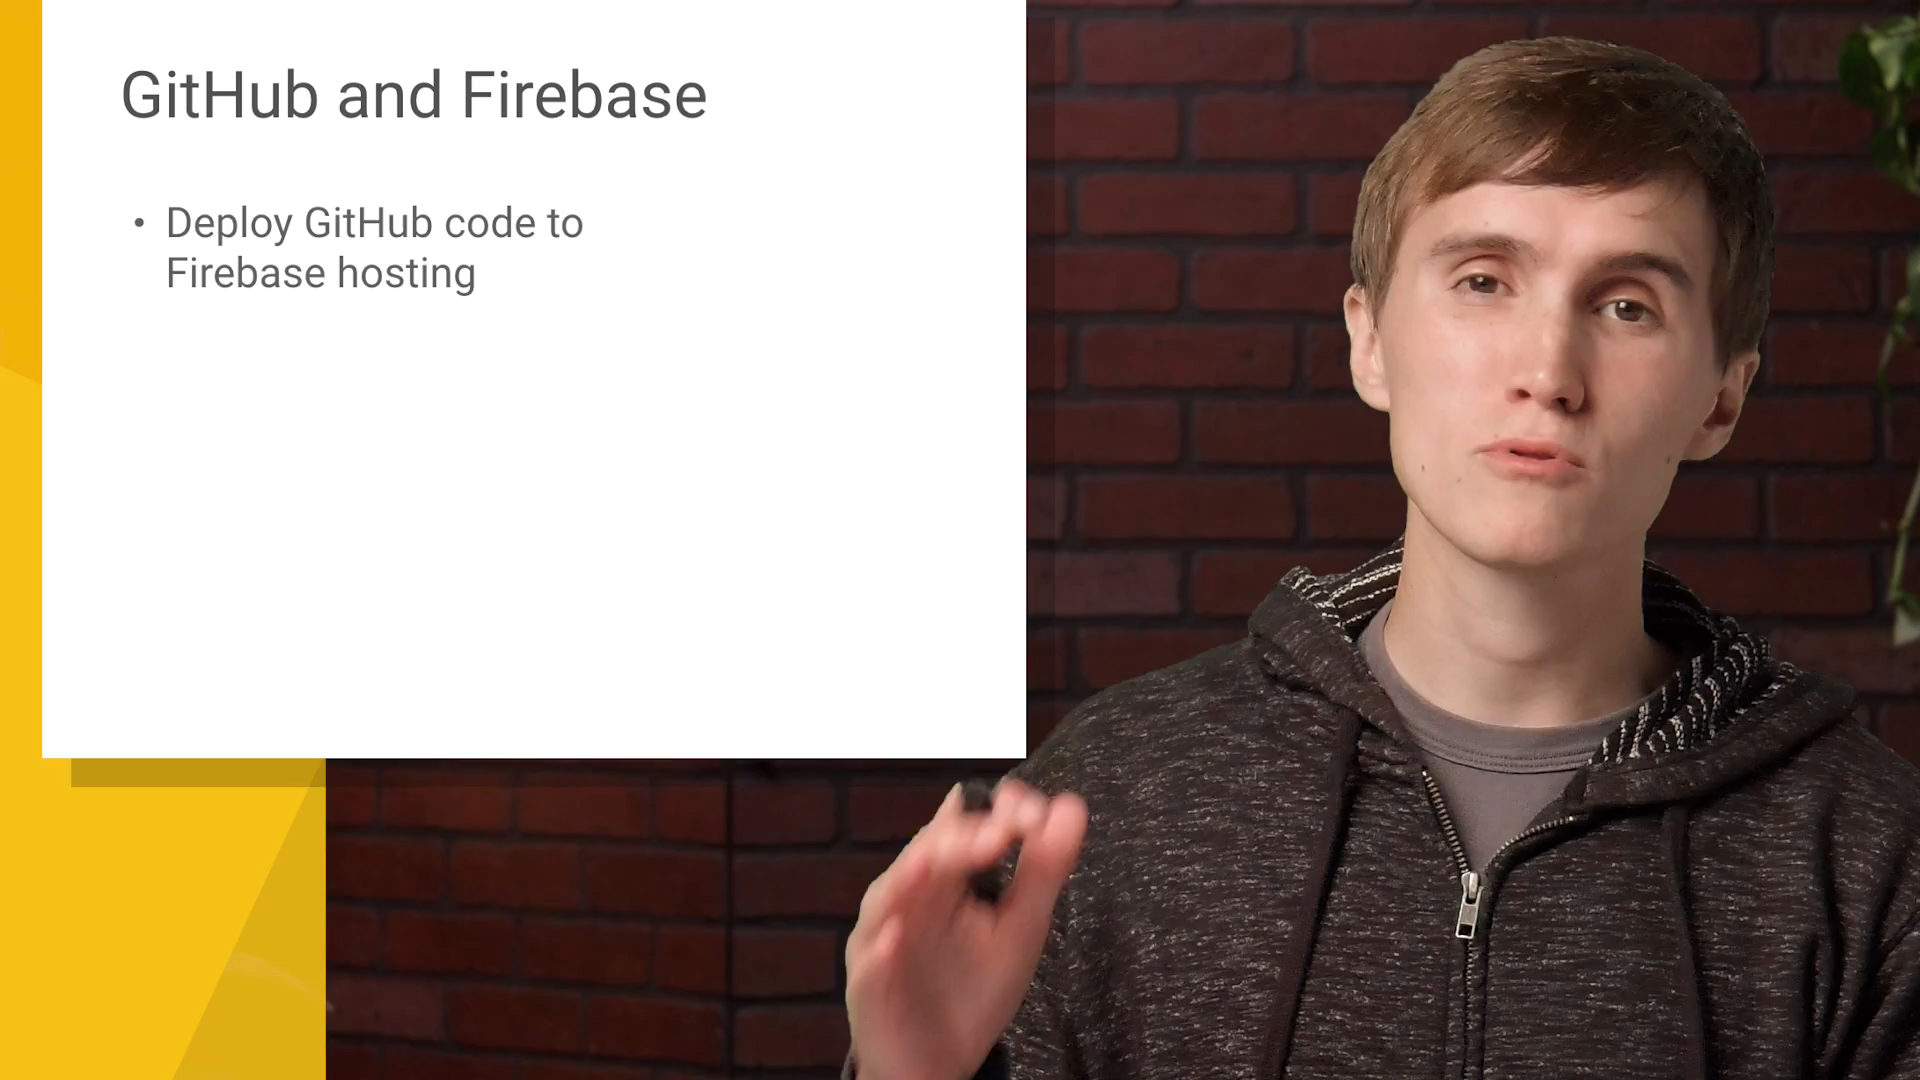 GitHub and Firebase
• Deploy GitHub code to
Firebase hosting